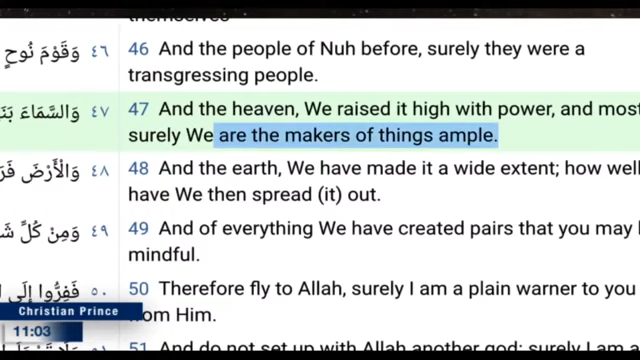 themselves
وَقَوْمَ نُوحٍ ٤٦ 46 And the people of Nuh before, surely they were a
transgressing people.
وَالسَّمَاءَ ٤٧ 47 And the heaven, We raised it high with power, and most
surely We are the makers of things ample.
وَالْأَرْضَ ٤٨ 48 And the earth, We have made it a wide extent; how well
have We then spread (it) out.
وَمِنْ كُلِّ ٤٩ 49 And of everything We have created pairs that you may
mindful.
فَفِرُّوا إِلَى ٥٠ 50 Therefore fly to Allah, surely I am a plain warner to you
from Him.
Christian Prince
11:03
٥١ 51 And do not set up with Allah another god: surely I am a